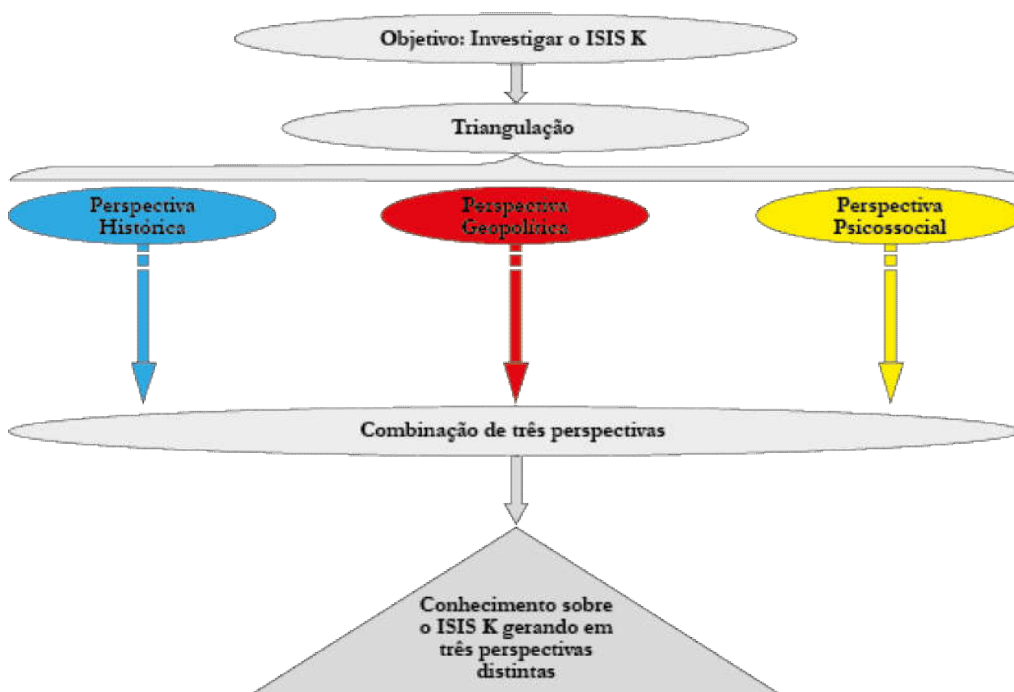 Objetivo: Investigar o ISIS K
Triangulação
Perspectiva
Histórica
Perspectiva
Geopolítica
Perspectiva
Psicossocial
Combinação de três perspectivas
Conhecimento sobre
o ISIS K gerando em
três perspectivas
distintas